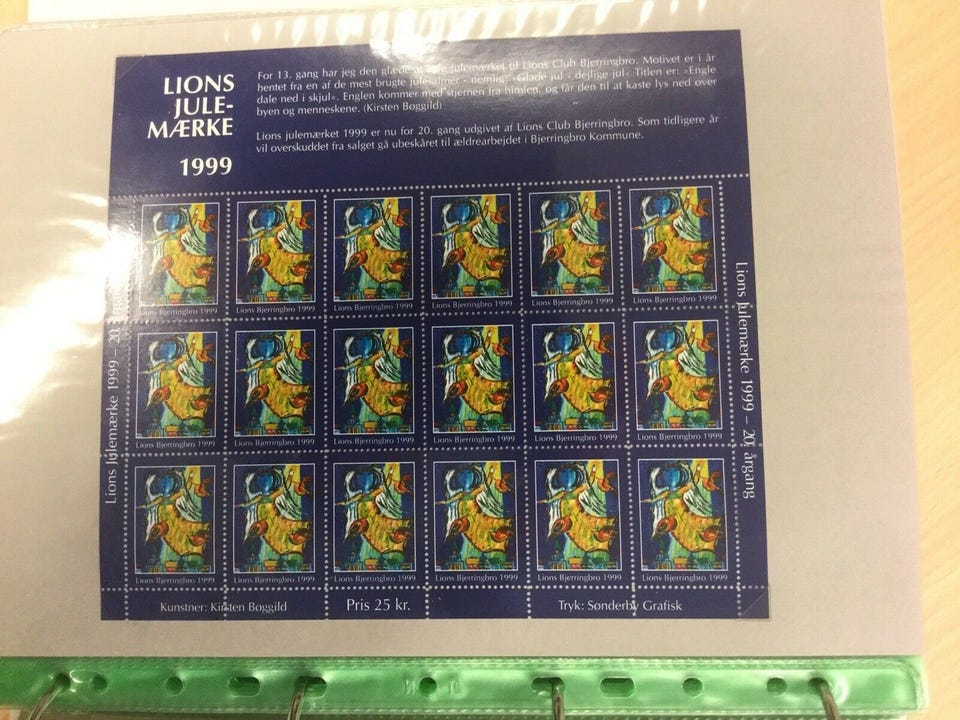 LIONS
JULE-
MÆRKE
1999
For 13. gang har jeg den glæde at julemærket til Lions Club Bjerringbro. Motivet er i år
hentet fra en af de mest brugte julesalmer - nemlig: »Glade jul - dejlige jul« Titlen er: »Engle
dale ned i skjul«. Englen kommer med stjernen fra himlen, og får den til at kaste lys ned over
byen og menneskene. (Kirsten Bøggild)
Lions julemærket 1999 er nu for 20. gang udgivet af Lions Club Bjerringbro. Som tidligere år
vil overskuddet fra salget gå ubeskåret til ældrearbejdet i Bjerringbro Kommune.
Lions Bjerringbro 1999 Lions Bjerringbro 1999 Lions Bjerringbro 1999 Lions Bjerringbro 1999 Lions Bjerringbro 1999 Lions Bjerringbro 1999
Lions Bjerringbro 1999 Lions Bjerringbro 1999 Lions Bjerringbro 1999 Lions Bjerringbro 1999 Lions Bjerringbro 1999 Lions Bjerringbro 1999
Lions Bjerringbro 1999 Lions Bjerringbro 1999 Lions Bjerringbro 1999 Lions Bjerringbro 1999 Lions Bjerringbro 1999 Lions Bjerringbro 1999
Lions Julemærke 1999 – 20.
Lions Julemærke 1999 – 20. årgang
Kunstner: Kirsten Bøggild Pris 25 kr. Tryk: Sønderby Grafisk